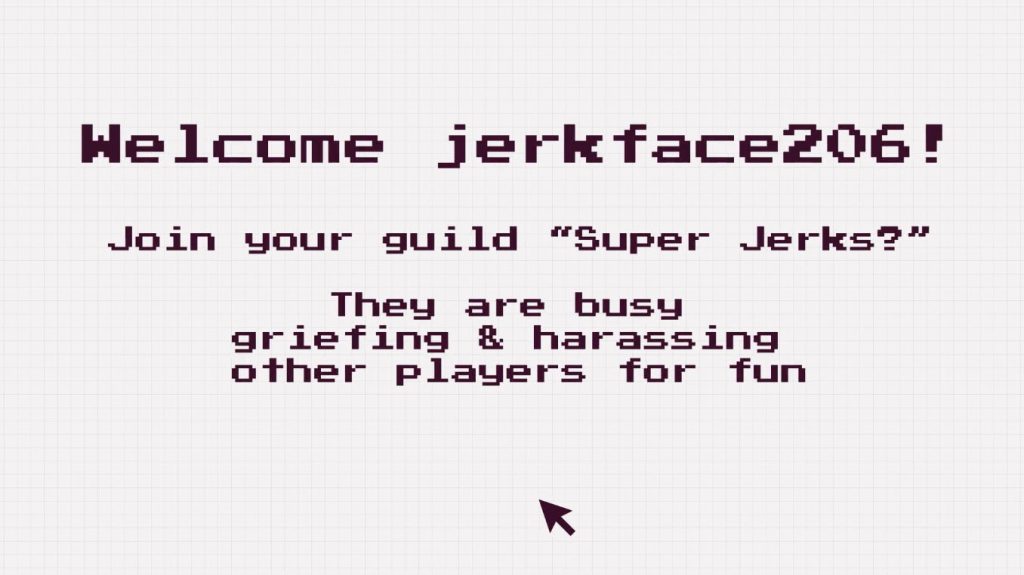 Welcome jerkface206!
Join your guild “Super Jerks?”
They are busy
griefing & harassing
other players for fun